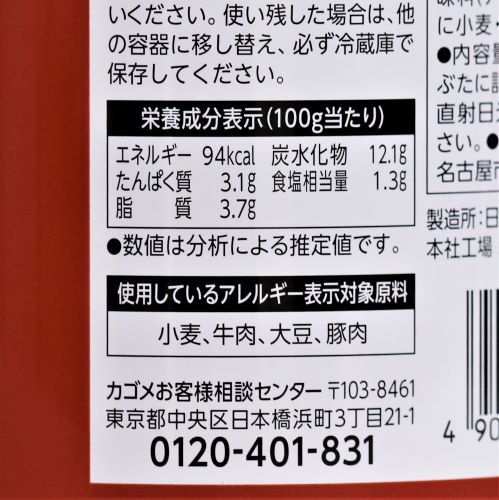 いください。使い残した場合は、他
の容器に移し替え、必ず冷蔵庫で
保存してください。
栄養成分表示(100g当たり)
エネルギー 94kcal 炭水化物 12.1g
たんぱく質 3.1g 食塩相当量 1.3g
脂質 3.7g
●数値は分析による推定値です。
使用しているアレルギー表示対象原料
小麦、牛肉、大豆、豚肉
カゴメお客様相談センター 〒103-8461
東京都中央区日本橋浜町3丁目21-1
0120-401-831
に小麦・
●内容量
ぶたに記
直射日光
さい。●
名古屋市
製造所:日
本社工場
4 90